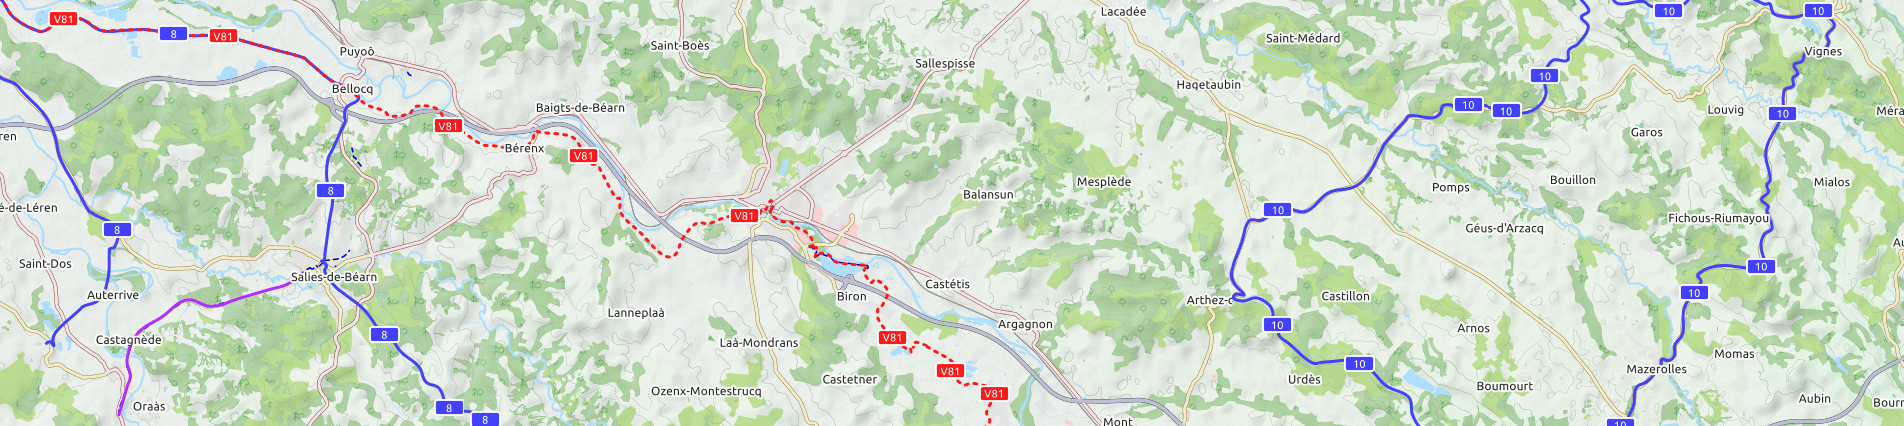 Lacadée
10
10
V81
8
V81
Puyoô
Saint-Boès
Saint-Médard
Vignes
Sallespisse
Hagetaubin
10
Bellocq
Baigts-de-Béarn
10
10
Louvig
10
Méra
ren
V81
Bérenx
V81
Garos
8
Balansun
Mesplède
Pomps
Bouillon
Mialos
é-de-Léren
V81
10
Fichous-Riumayou
8
Géus-d'Arzacq
Au
Saint-Dos
Salies-de-Béarn
10
Auterrive
Biron
Castétis
Arthez-d
Castillon
10
Lanneplaà
Argagnon
10
Castagnède
8
Laà-Mondrans
V81
Arnos
Momas
V81
10
Mazerolles
Castetner
Urdès
Boumourt
Ozenx-Montestrucq
V81
Aubin
Bourn
Oraàs
8
8
Mont
10